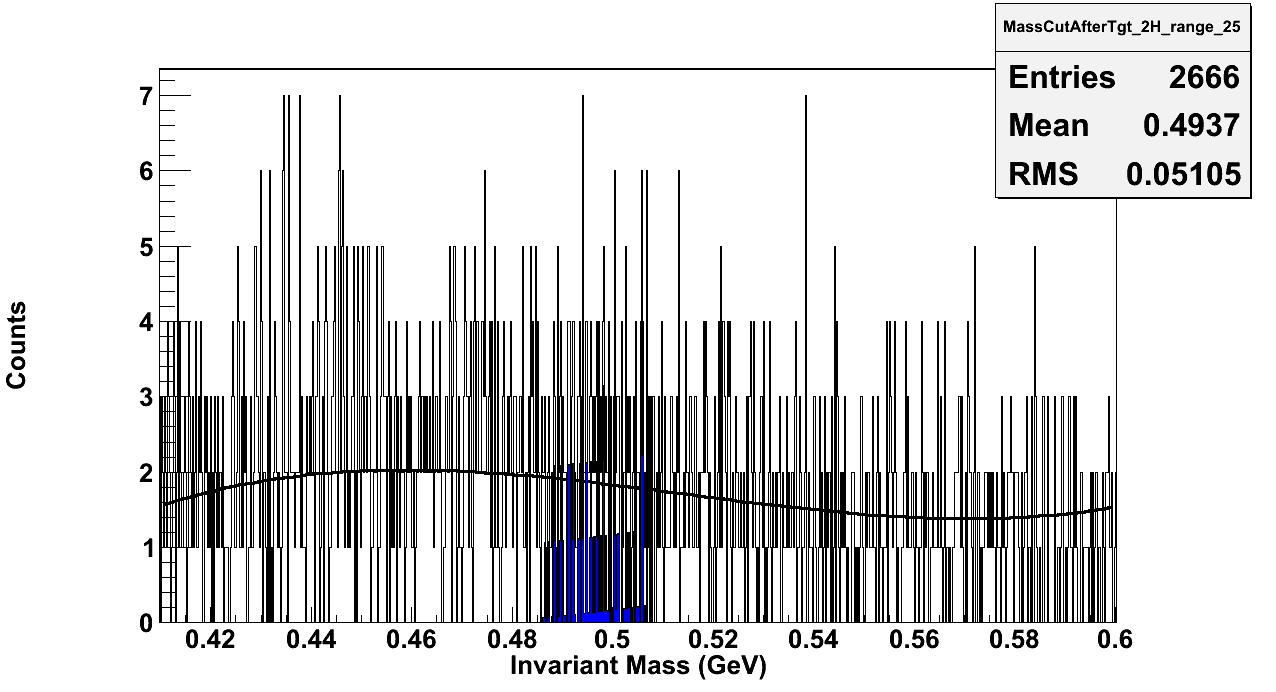 MassCutAfterTgt_2H_range_25
Entries 2666
Mean 0.4937
RMS 0.05105
Counts
7
6
5
4
3
2
1
0
0.42 0.44 0.46 0.48 0.5 0.52 0.54 0.56 0.58 0.6
Invariant Mass (GeV)